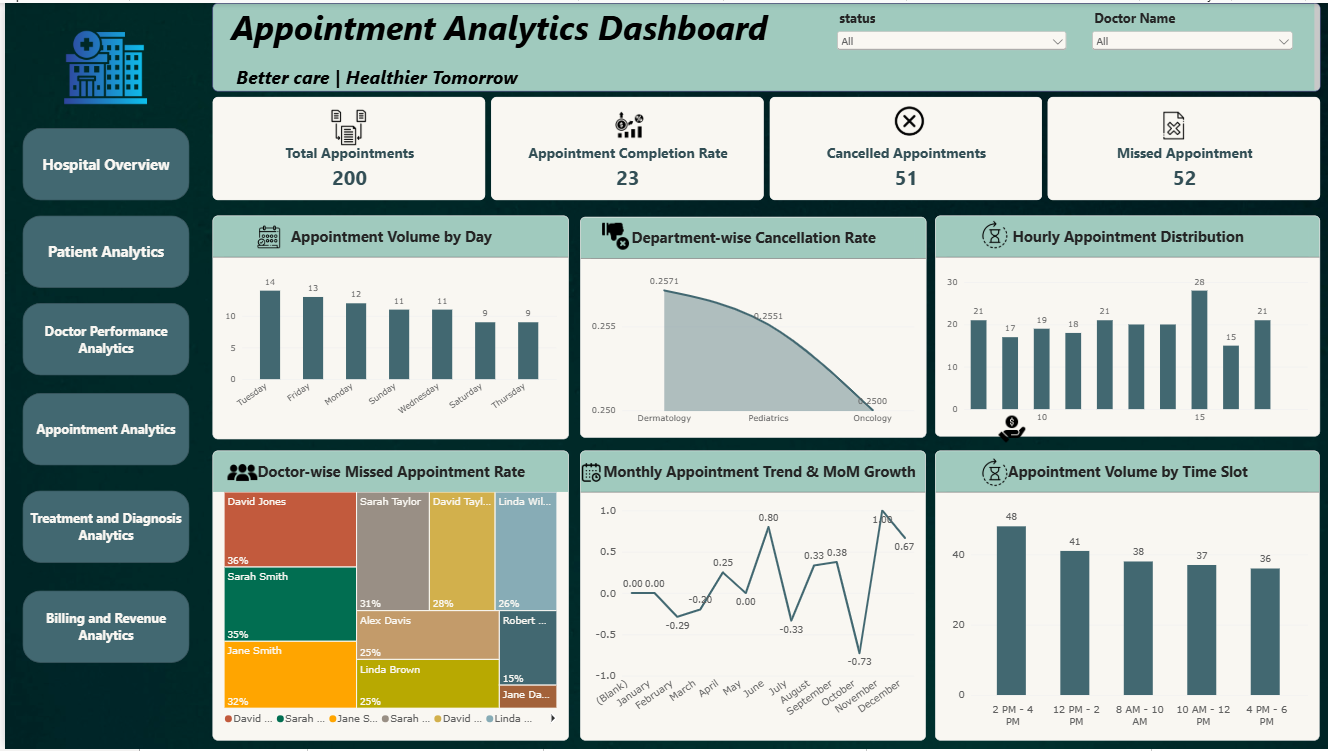 Appointment Analytics Dashboard
Better care | Healthier Tomorrow
status
All
Doctor Name
All
Hospital Overview
Patient Analytics
Doctor Performance
Analytics
Appointment Analytics
Treatment and Diagnosis
Analytics
Billing and Revenue
Analytics
Total Appointments
200
Appointment Completion Rate
23
Cancelled Appointments
51
Missed Appointment
52
Appointment Volume by Day
14
13
12
11
11
9
9
10
5
0
Tuesday
Friday
Monday
Sunday
Wednesday
Saturday
Thursday
Department-wise Cancellation Rate
0.2571
0.2551
0.2500
0.255
0.250
Dermatology
Pediatrics
Oncology
Hourly Appointment Distribution
30
20
10
0
21
17
19
18
21
28
15
21
10
15
Doctor-wise Missed Appointment Rate
David Jones
36%
Sarah Smith
35%
Jane Smith
32%
Sarah Taylor
31%
David Tayl...
28%
Linda Wil...
26%
Alex Davis
25%
Linda Brown
25%
Robert ...
15%
Jane Da...
David ...
Sarah ...
Jane S...
Sarah ...
David ...
Linda ...
Monthly Appointment Trend & MoM Growth
1.0
0.5
0.0
-0.5
-1.0
0.00
0.00
-0.29
-0.20
0.25
0.00
0.80
-0.33
0.33
0.38
-0.73
1.00
0.67
(Blank)
January
February
March
April
May
June
July
August
September
October
November
December
Appointment Volume by Time Slot
40
20
0
48
41
38
37
36
2 PM - 4
PM
12 PM - 2
PM
8 AM - 10
AM
10 AM - 12
PM
4 PM - 6
PM